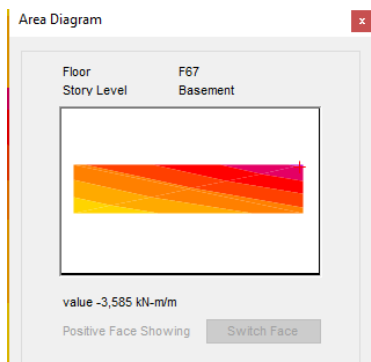 Area Diagram
x
Floor F67
Story Level Basement
value -3,585 kN-m/m
Positive Face Showing Switch Face